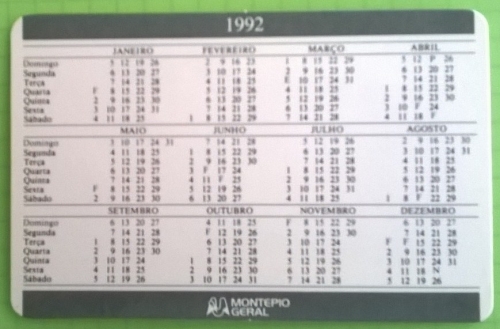 1992
JANEIRO FEVEREIRO MARÇO ABRIL
Domingo 5 12 19 26 2 9 16 23 1 8 15 22 29 5 12 P 26
Segunda 6 13 20 27 3 10 17 24 2 9 16 23 30 6 13 20 27
Terça 7 14 21 28 4 11 18 25 E 10 17 24 31 7 14 21 28
Quarta F 8 15 22 29 5 12 19 26 4 11 18 25 1 8 15 22 29
Quinta 2 9 16 23 30 6 13 20 27 5 12 19 26 2 9 16 23 30
Sexta 3 10 17 24 31 7 14 21 28 6 13 20 27 3 10 F 24
Sábado 4 11 18 25 1 8 15 22 29 7 14 21 28 4 11 18 F
MAIO JUNHO JULHO AGOSTO
Domingo 3 10 17 24 31 7 14 21 28 5 12 19 26 2 9 16 23 30
Segunda 4 11 18 25 1 8 15 22 29 6 13 20 27 3 10 17 24 31
Terça 5 12 19 26 2 9 16 23 30 7 14 21 28 4 11 18 25
Quarta 6 13 20 27 3 F 17 24 1 8 15 22 29 5 12 19 26
Quinta 7 14 21 28 4 11 F 25 2 9 16 23 30 6 13 20 27
Sexta F 8 15 22 29 5 12 19 26 3 10 17 24 31 7 14 21 28
Sábado 2 9 16 23 30 6 13 20 27 4 11 18 25 1 8 F 22 29
SETEMBRO OUTUBRO NOVEMBRO DEZEMBRO
Domingo 6 13 20 27 4 11 18 25 F 8 15 22 29 6 13 20 27
Segunda 7 14 21 28 F 12 19 26 2 9 16 23 30 7 14 21 28
Terça 1 8 15 22 29 6 13 20 27 3 10 17 24 F F 15 22 29
Quarta 2 9 16 23 30 7 14 21 28 4 11 18 25 2 9 16 23 30
Quinta 3 10 17 24 1 8 15 22 29 5 12 19 26 3 10 17 24 31
Sexta 4 11 18 25 2 9 16 23 30 6 13 20 27 4 11 18 N
Sábado 5 12 19 26 3 10 17 24 31 7 14 21 28 5 12 19 26
MONTEPIO
GERAL